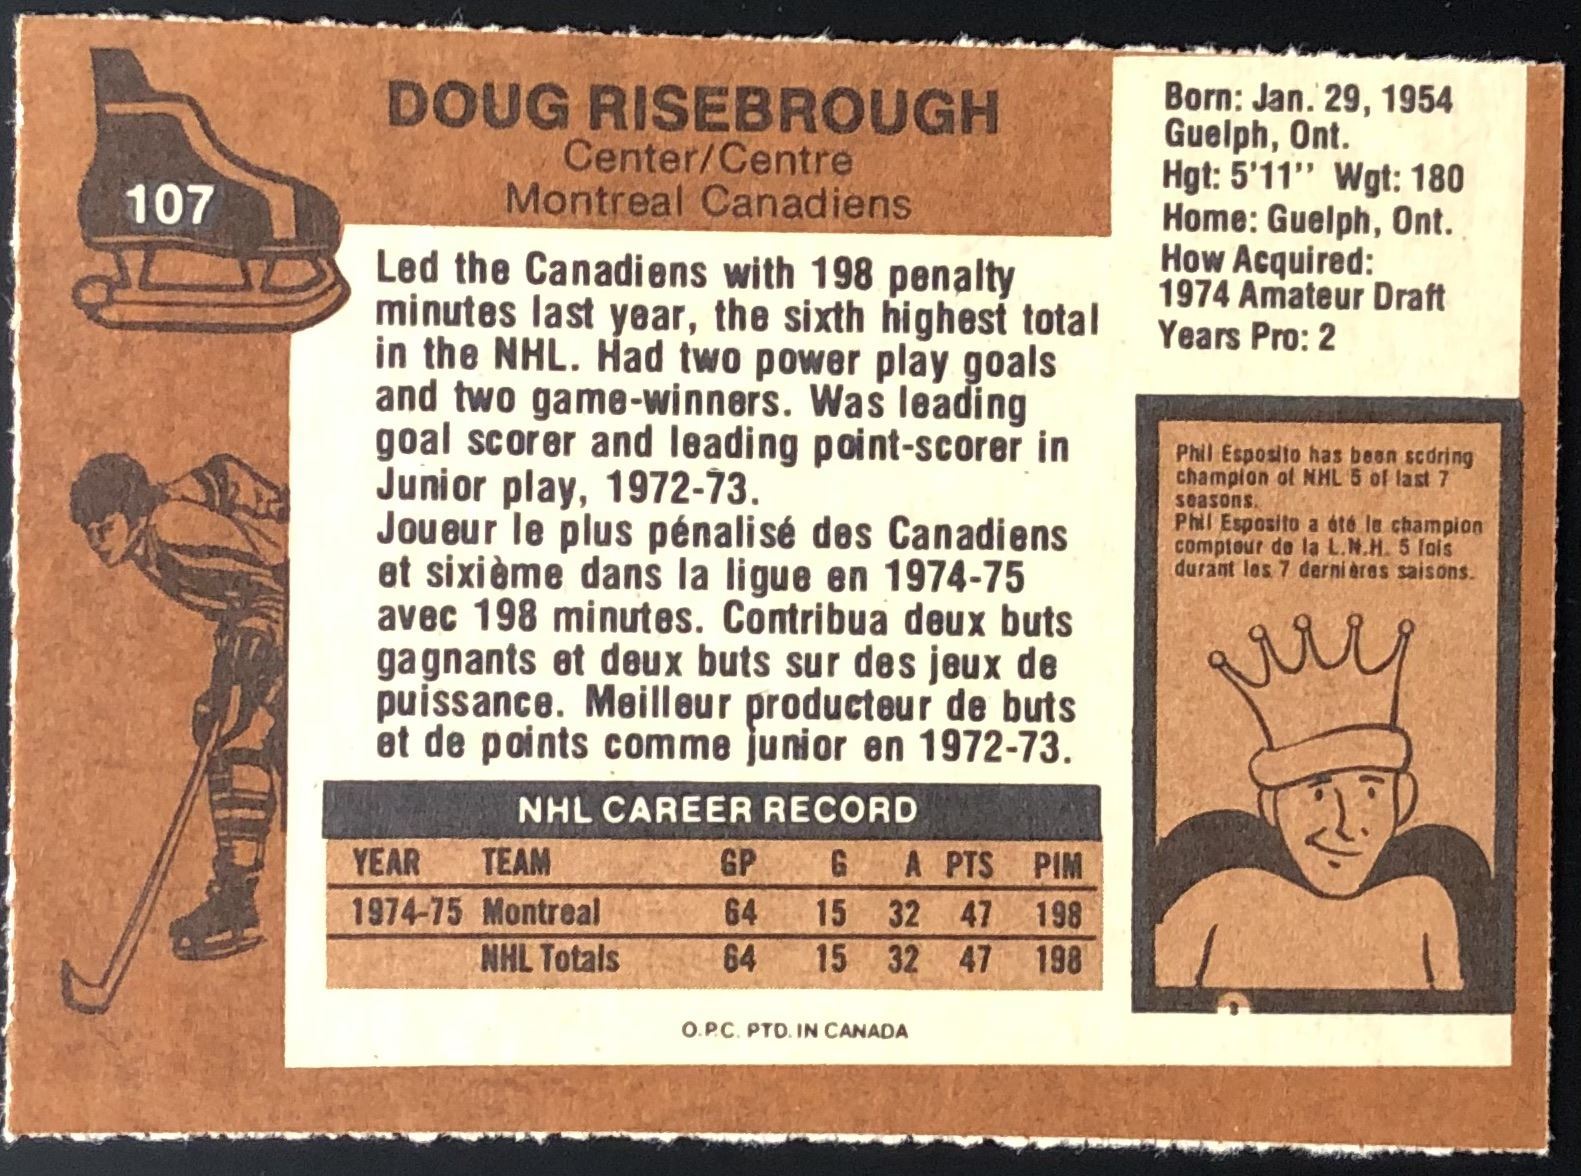 107
DOUG RISEBROUGH
Center/Centre
Montreal Canadiens
Led the Canadiens with 198 penalty
minutes last year, the sixth highest total
in the NHL. Had two power play goals
and two game-winners. Was leading
goal scorer and leading point-scorer in
Junior play, 1972-73.
Joueur le plus pénalisé des Canadiens
et sixième dans la ligue en 1974-75
avec 198 minutes. Contribua deux buts
gagnants et deux buts sur des jeux de
puissance. Meilleur producteur de buts
et de points comme junior en 1972-73.
NHL CAREER RECORD
YEAR TEAM GP G A PTS PIM
1974-75 Montreal 64 15 32 47 198
NHL Totals 64 15 32 47 198
O.P.C. PTD. IN CANADA
Born: Jan. 29, 1954
Guelph, Ont.
Hgt: 5'11" Wgt: 180
Home: Guelph, Ont.
How Acquired:
1974 Amateur Draft
Years Pro: 2
Phil Esposito has been scoring
champion of NHL 5 of last 7
seasons.
Phil Esposito a été le champion
compteur de la L.N.H. 5 fois
durant les 7 dernières saisons.